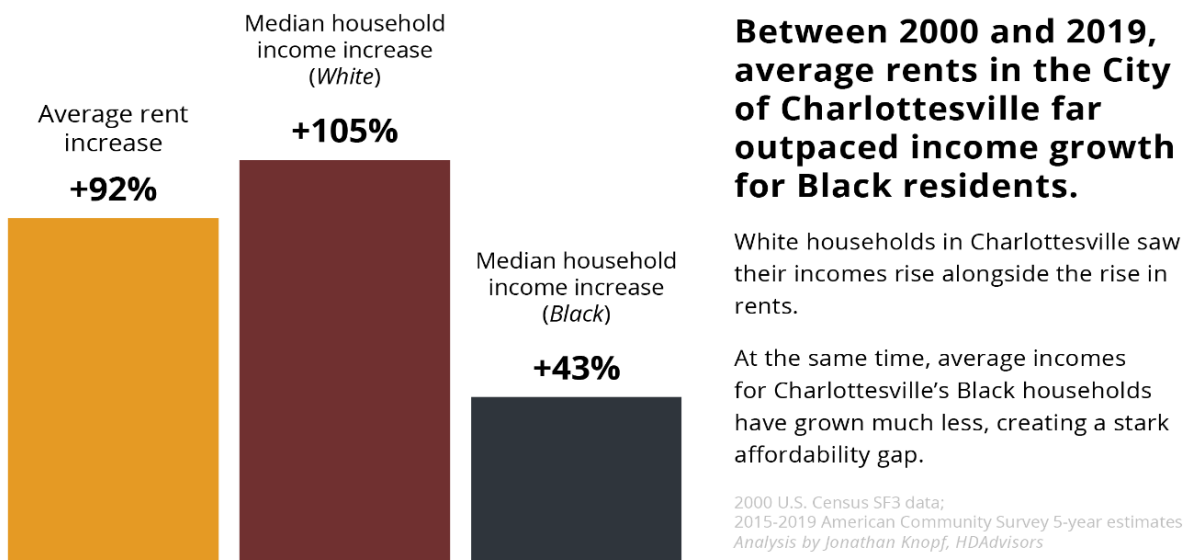 Average rent
increase
+92%
Median household
income increase
(White)
+105%
Median household
income increase
(Black)
+43%
Between 2000 and 2019,
average rents in the City
of Charlottesville far
outpaced income growth
for Black residents.
White households in Charlottesville saw
their incomes rise alongside the rise in
rents.
At the same time, average incomes
for Charlottesville’s Black households
have grown much less, creating a stark
affordability gap.
2000 U.S. Census SF3 data;
2015-2019 American Community Survey 5-year estimates
Analysis by Jonathan Knopf, HDAdvisors